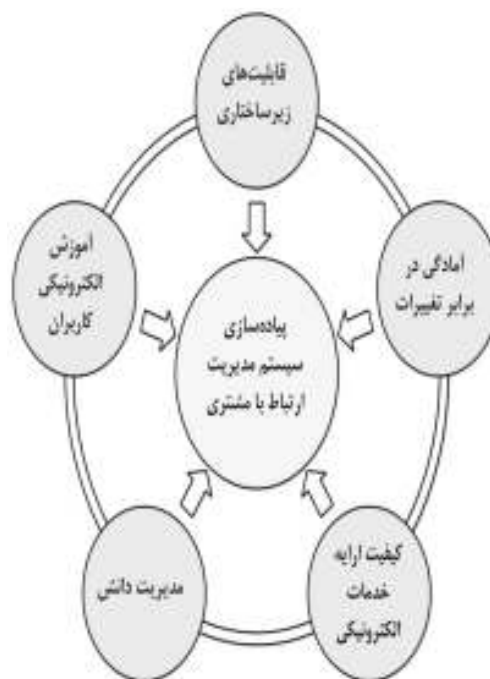 قابلیت‌های
زیرساختاری
آمادگی در
برابر تغییرات
آموزش
الکترونیکی
کاربران
پیاده‌سازی
سیستم مدیریت
ارتباط با مشتری
کیفیت ارایه
خدمات
الکترونیکی
مدیریت دانش